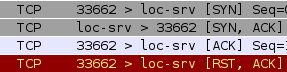 TCP 33662 > loc-srv [SYN] Seq=
TCP loc-srv > 33662 [SYN, ACK]
TCP 33662 > loc-srv [ACK] Seq=
TCP 33662 > loc-srv [RST, ACK]